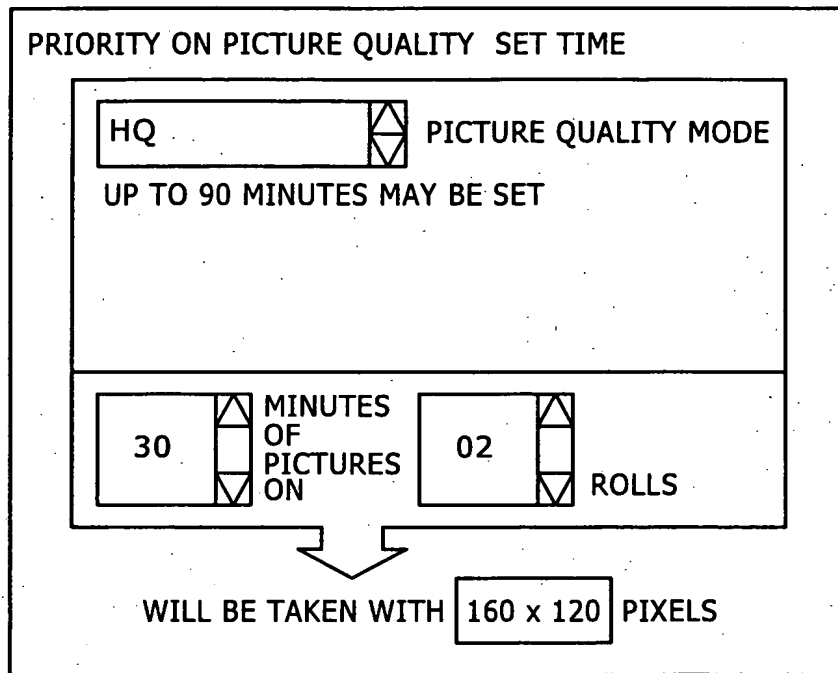 PRIORITY ON PICTURE QUALITY SET TIME
HQ
PICTURE QUALITY MODE
UP TO 90 MINUTES MAY BE SET
30
MINUTES
OF
PICTURES
ON
02
ROLLS
WILL BE TAKEN WITH 160 x 120 PIXELS